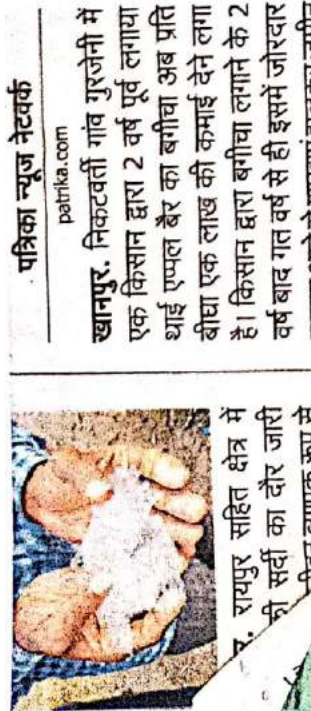 पत्रिका न्यूज नेटवर्क
patrika.com
खानपुर. निकटवर्ती गांव गुरजेनी में
एक किसान द्वारा 2 वर्ष पूर्व लगाया
थाई एप्पल बैर का बगीचा अब प्रति
बीघा एक लाख की कमाई देने लगा
है। किसान द्वारा बगीचा लगाने के 2
वर्ष बाद गत वर्ष से ही इसमें जोरदार
रायपुर सहित क्षेत्र में
सर्दी का दौर जारी